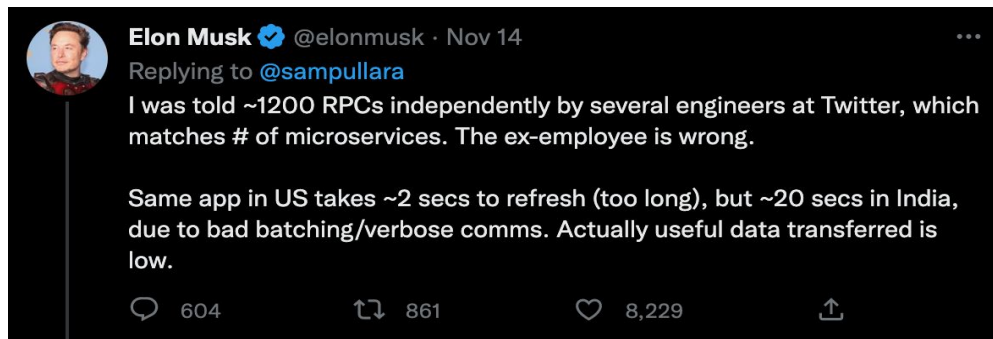 Elon Musk @elonmusk · Nov 14
Replying to @sampullara
I was told ~1200 RPCs independently by several engineers at Twitter, which
matches # of microservices. The ex-employee is wrong.
Same app in US takes ~2 secs to refresh (too long), but ~20 secs in India,
due to bad batching/verbose comms. Actually useful data transferred is
low.
604 861 8,229